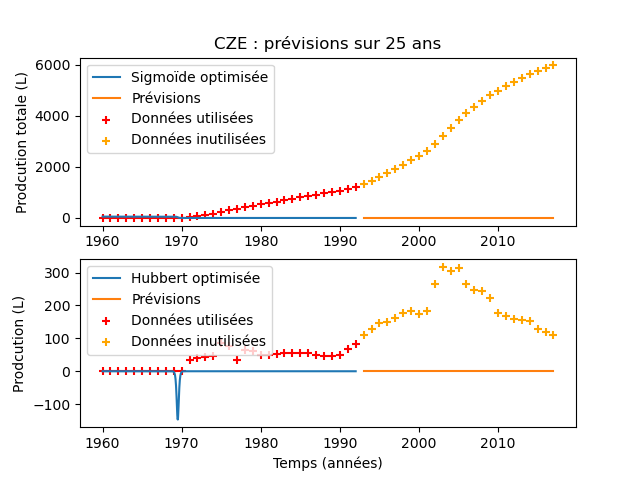 CZE : prévisions sur 25 ans
Prodcution totale (L)
6000
4000
2000
0
Sigmoïde optimisée
Prévisions
Données utilisées
Données inutilisées
1960 1970 1980 1990 2000 2010
Prodcution (L)
300
200
100
0
−100
Hubbert optimisée
Prévisions
Données utilisées
Données inutilisées
1960 1970 1980 1990 2000 2010
Temps (années)